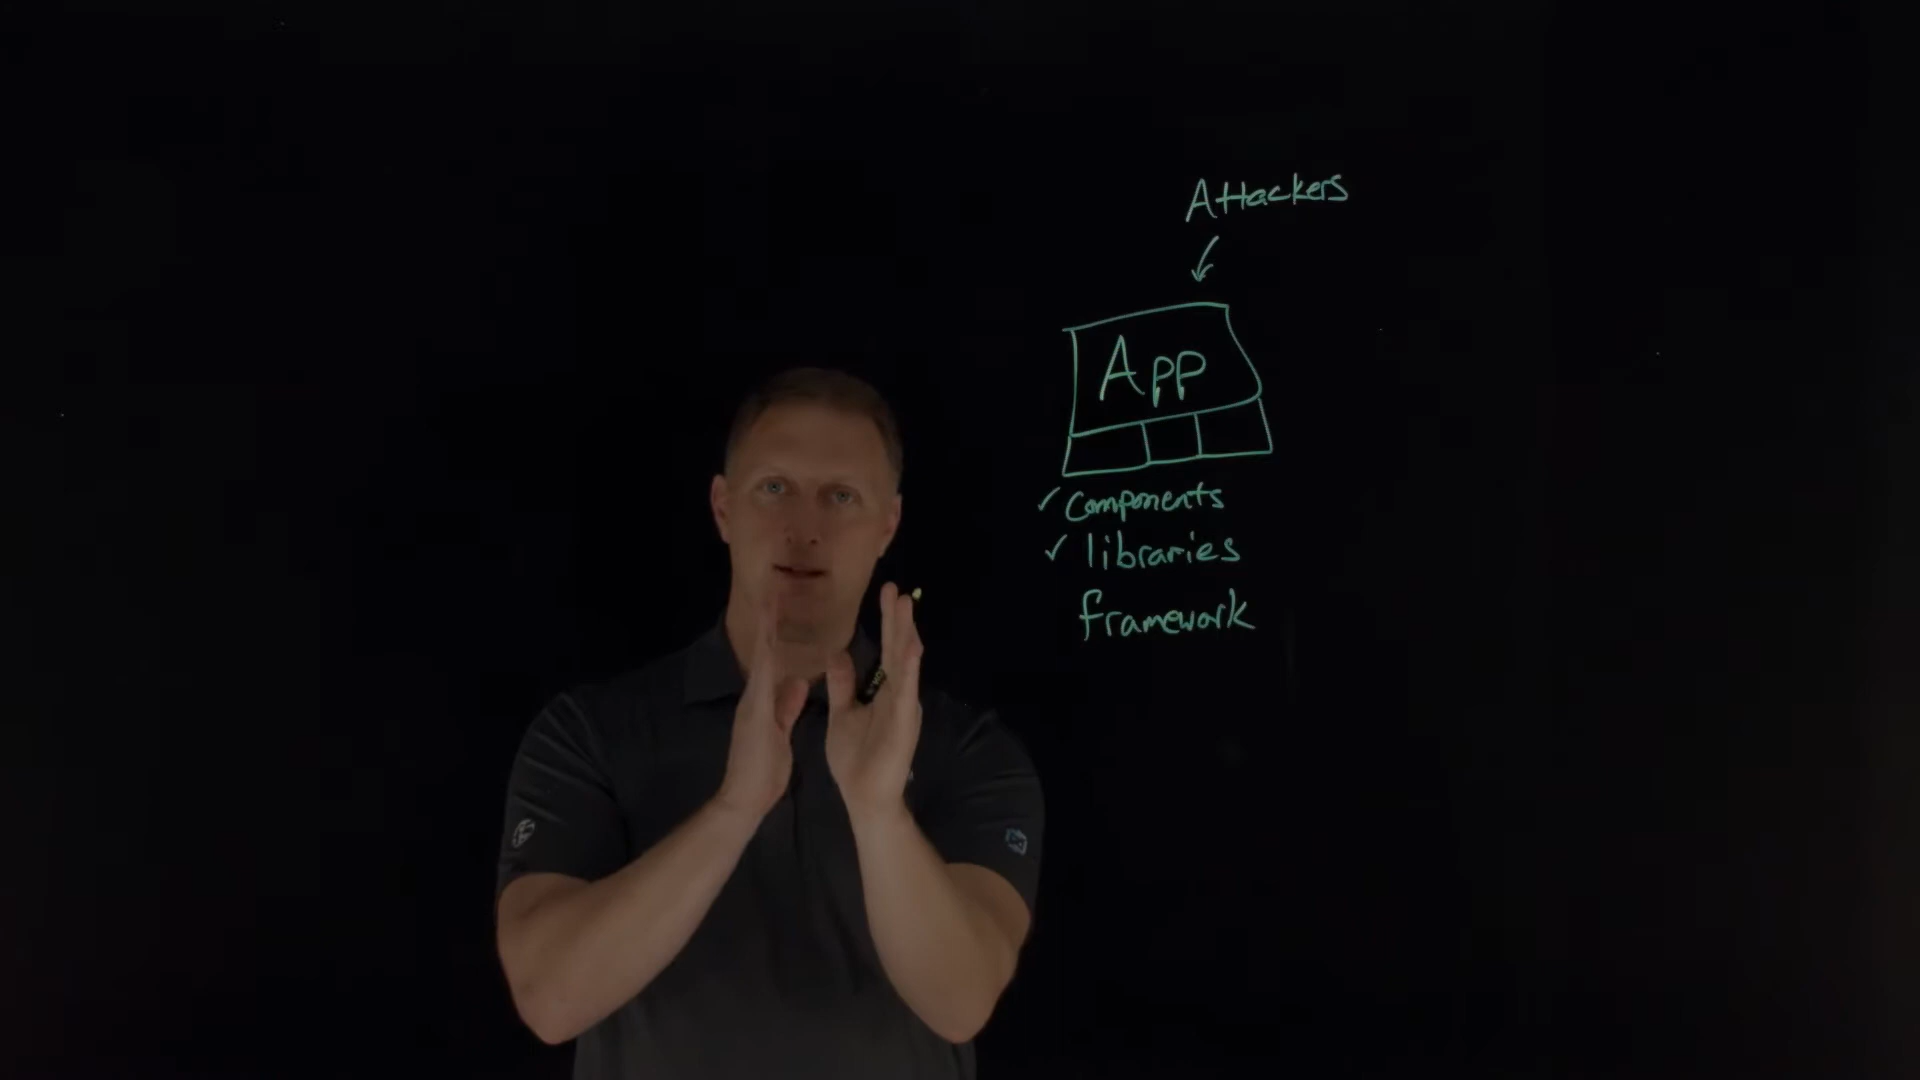 Attackers
App
✓ Components
✓ libraries
framework